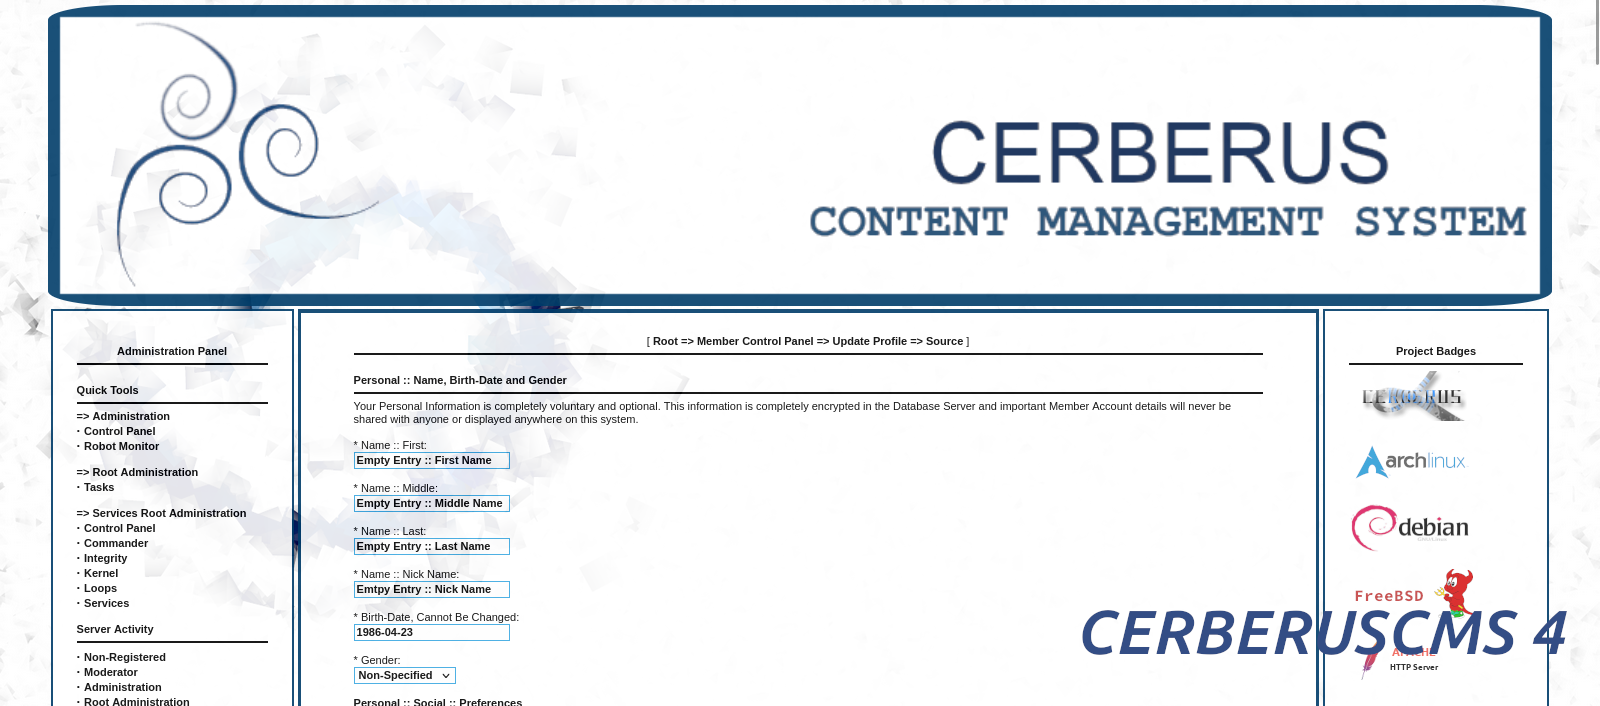 CERBERUS
CONTENT MANAGEMENT SYSTEM
Administration Panel
Quick Tools
=> Administration
· Control Panel
· Robot Monitor
=> Root Administration
· Tasks
=> Services Root Administration
· Control Panel
· Commander
· Integrity
· Kernel
· Loops
· Services
Server Activity
· Non-Registered
· Moderator
· Administration
· Root Administration
[ Root => Member Control Panel => Update Profile => Source ]
Personal :: Name, Birth-Date and Gender
Your Personal Information is completely voluntary and optional. This information is completely encrypted in the Database Server and important Member Account details will never be
shared with anyone or displayed anywhere on this system.
* Name :: First:
Empty Entry :: First Name
* Name :: Middle:
Empty Entry :: Middle Name
* Name :: Last:
Empty Entry :: Last Name
* Name :: Nick Name:
Emtpy Entry :: Nick Name
* Birth-Date, Cannot Be Changed:
1986-04-23
* Gender:
Non-Specified
Personal :: Social :: Preferences
Project Badges
CERBERUS
archlinux
debian
FreeBSD
CERBERUSCMS 4
APACHE
HTTP Server